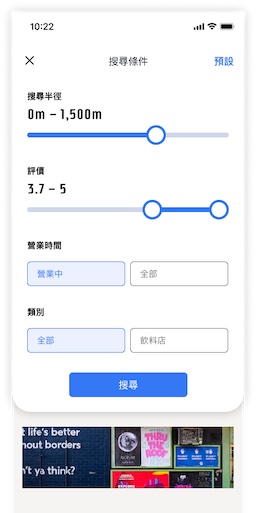 10:22
搜尋條件
預設
搜尋半徑
0m – 1,500m
評價
3.7 – 5
營業時間
營業中
全部
類別
全部
飲料店
搜尋
t life's better
hout borders
n't ya think?
THRU
THE
ROOF